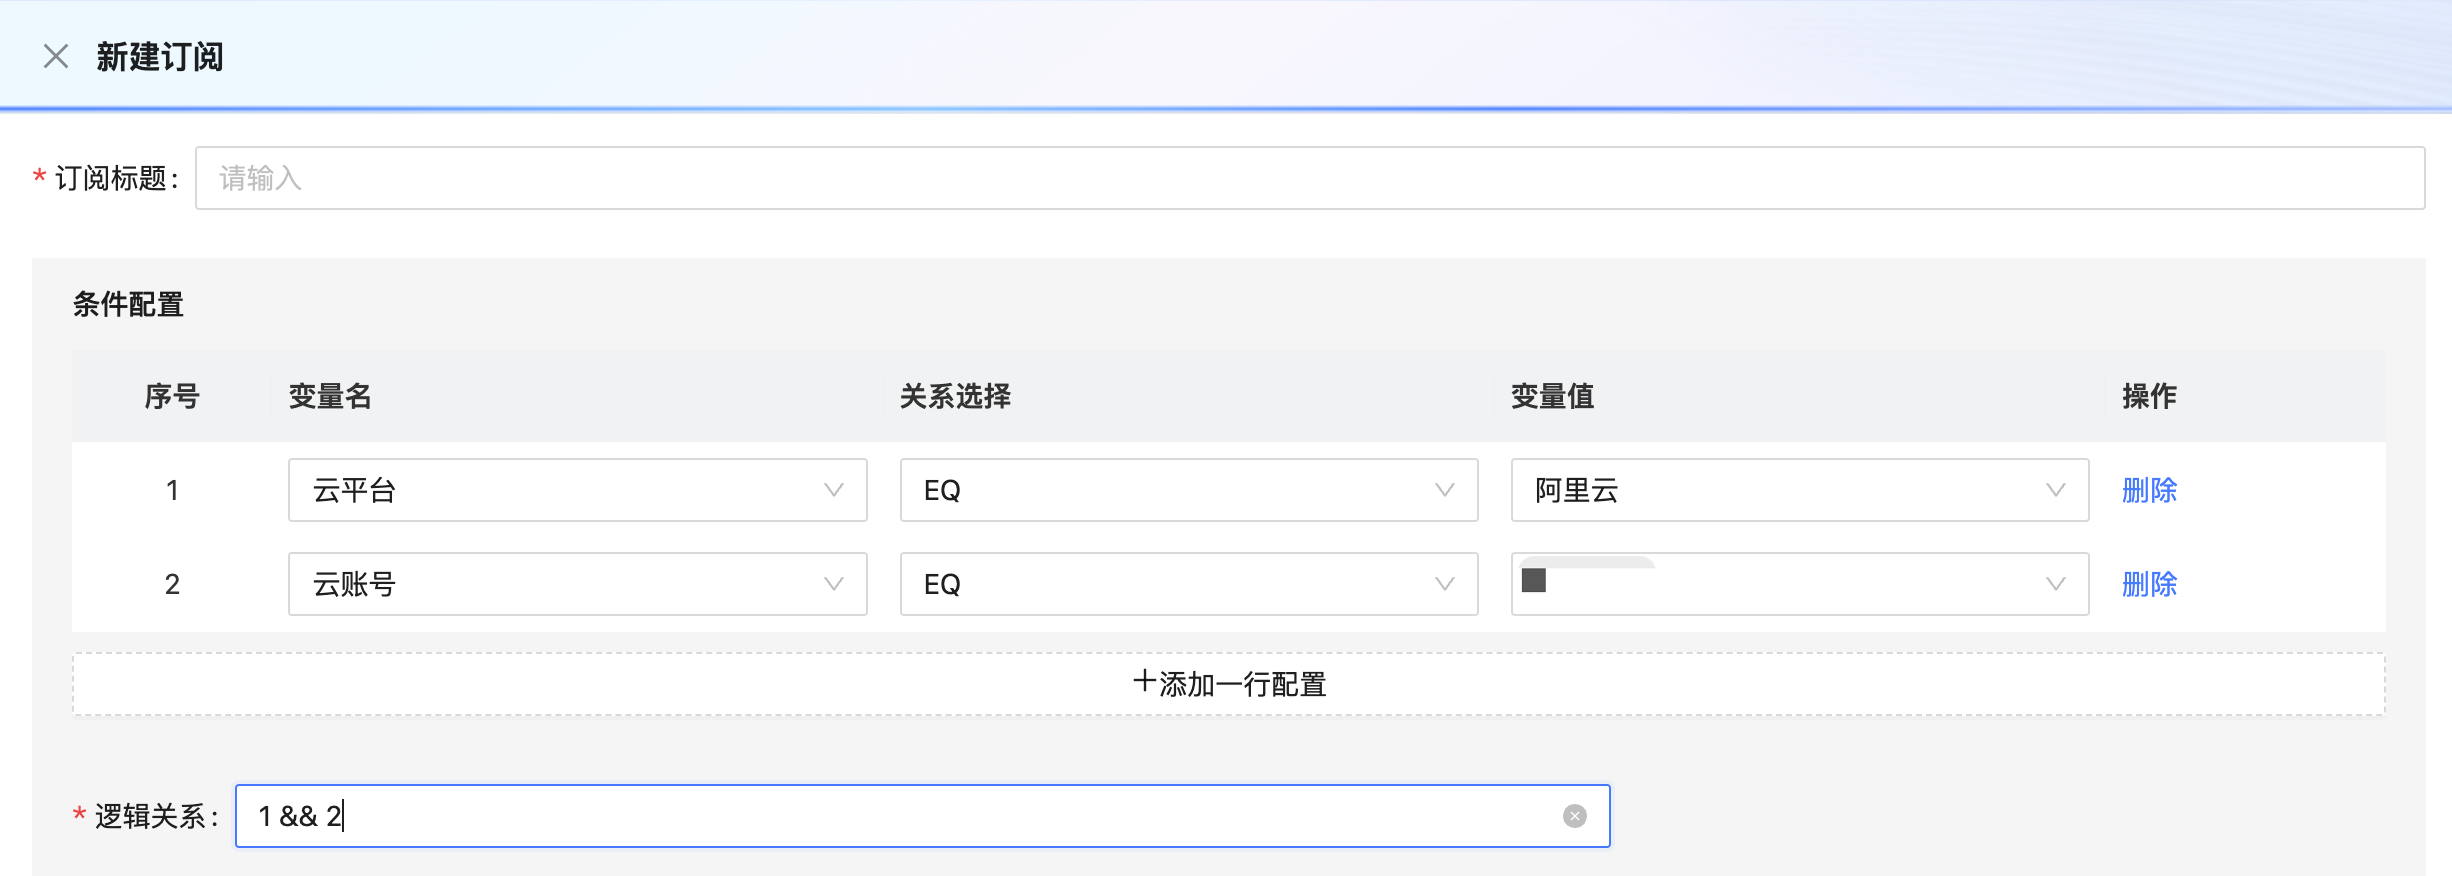 新建订阅
* 订阅标题: 请输入
条件配置
序号 变量名 关系选择 变量值 操作
1 云平台 EQ 阿里云 删除
2 云账号 EQ 删除
+添加一行配置
* 逻辑关系: 1 && 2